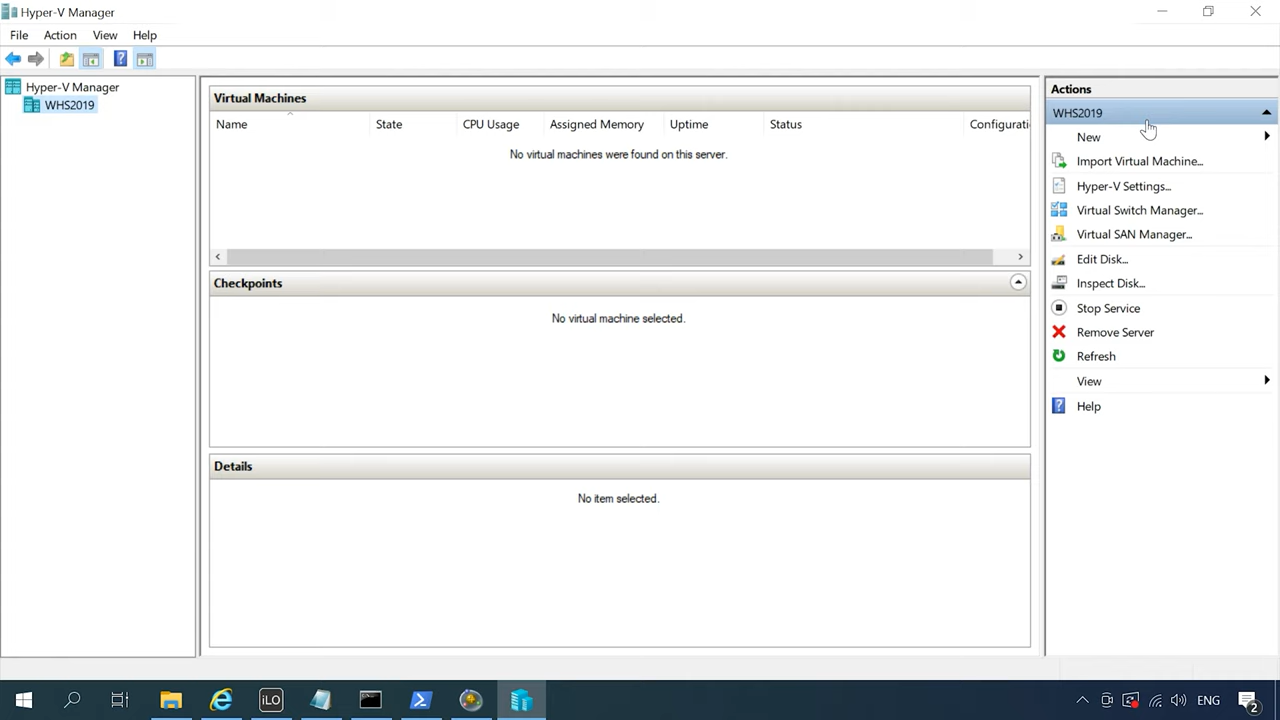 Hyper-V Manager
File Action View Help
Hyper-V Manager
WHS2019
Virtual Machines
Name State CPU Usage Assigned Memory Uptime Status Configurati
No virtual machines were found on this server.
Checkpoints
No virtual machine selected.
Details
No item selected.
Actions
WHS2019
New
Import Virtual Machine...
Hyper-V Settings...
Virtual Switch Manager...
Virtual SAN Manager...
Edit Disk...
Inspect Disk...
Stop Service
Remove Server
Refresh
View
Help
iLO
ENG
2